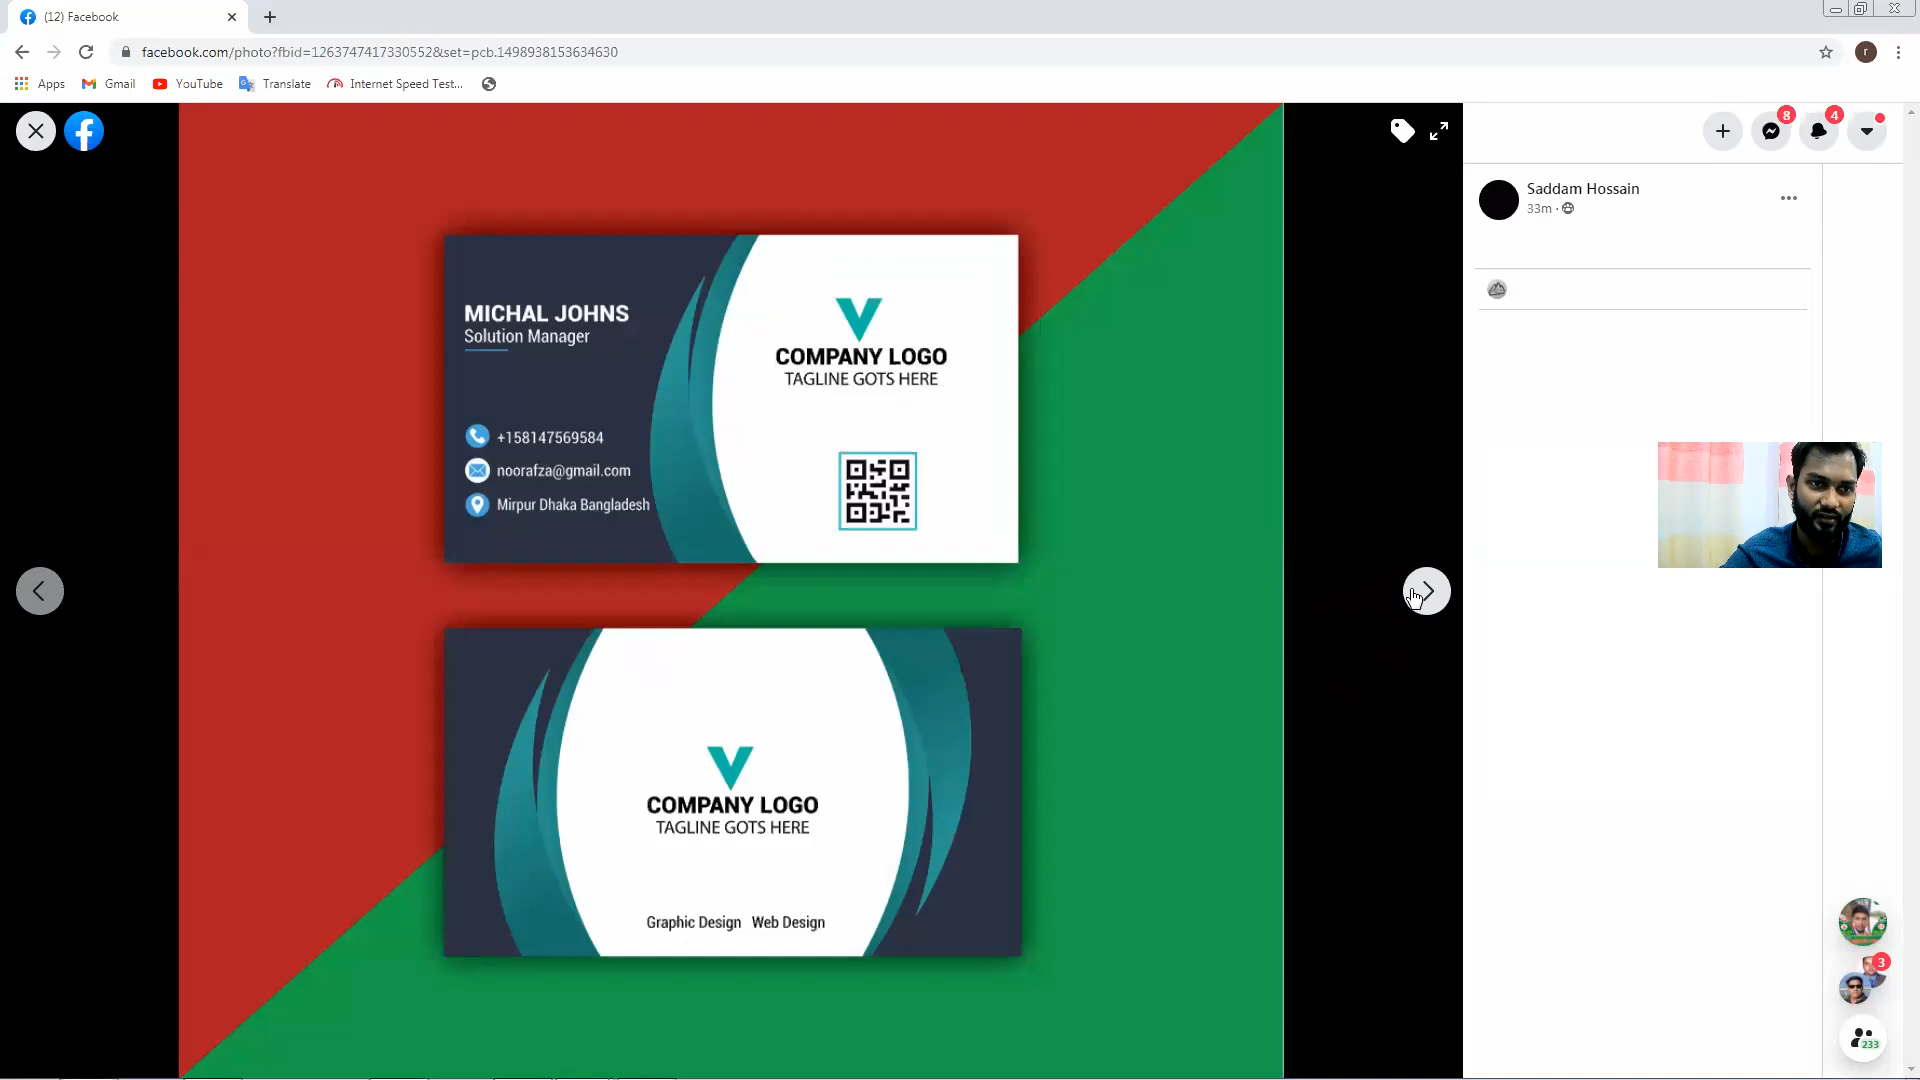 (12) Facebook
facebook.com/photo?fbid=1263747417330552&set=pcb.1498938153634630
r
Apps
Gmail
YouTube
Translate
Internet Speed Test...
8
4
Saddam Hossain
33m ·
MICHAL JOHNS
Solution Manager
+158147569584
noorafza@gmail.com
Mirpur Dhaka Bangladesh
COMPANY LOGO
TAGLINE GOTS HERE
COMPANY LOGO
TAGLINE GOTS HERE
Graphic Design Web Design
3
233